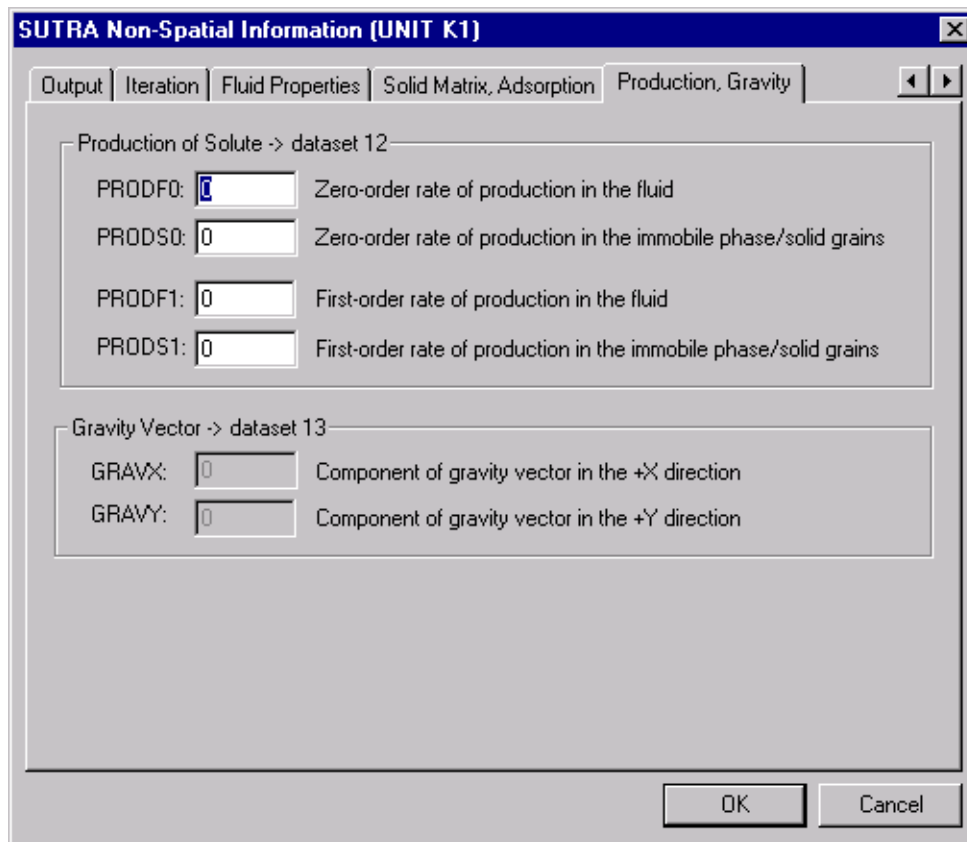 SUTRA Non-Spatial Information (UNIT K1)
Output Iteration Fluid Properties Solid Matrix, Adsorption Production, Gravity
Production of Solute -> dataset 12
PRODF0: 0 Zero-order rate of production in the fluid
PRODS0: 0 Zero-order rate of production in the immobile phase/solid grains
PRODF1: 0 First-order rate of production in the fluid
PRODS1: 0 First-order rate of production in the immobile phase/solid grains
Gravity Vector -> dataset 13
GRAVX: 0 Component of gravity vector in the +X direction
GRAVY: 0 Component of gravity vector in the +Y direction
OK Cancel